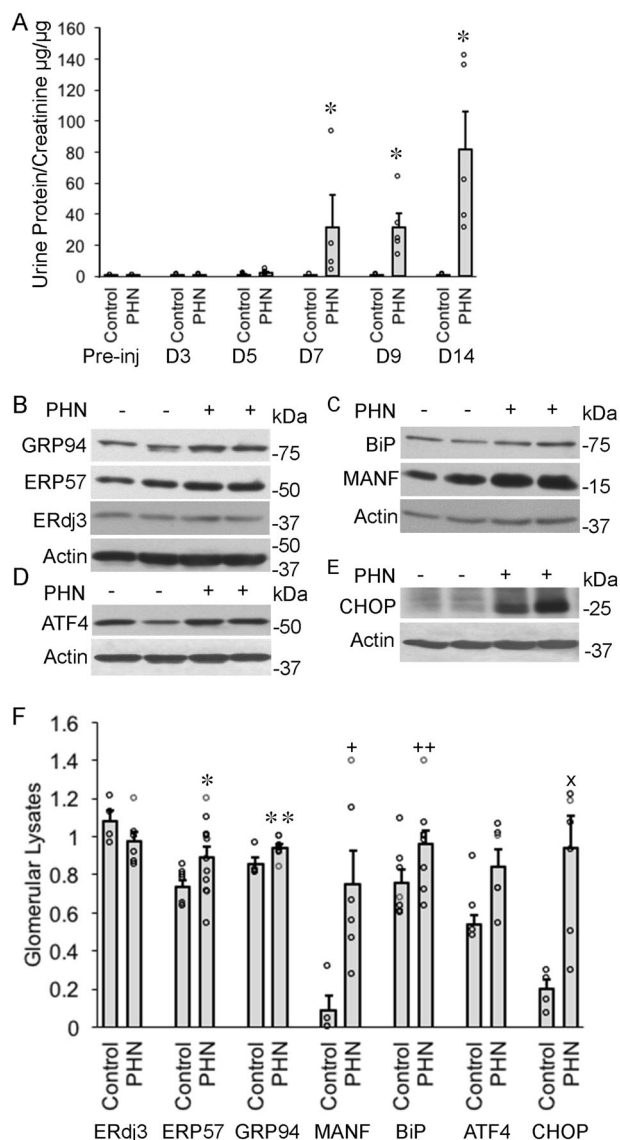 A
Urine Protein/Creatinine µg/µg
160
140
120
100
80
60
40
20
0
* * *
Control PHN Control PHN Control PHN Control PHN Control PHN Control PHN
Pre-inj D3 D5 D7 D9 D14
B
PHN - - + + kDa
GRP94 -75
ERP57 -50
ERdj3 -37
Actin -50
-37
C
PHN - - + + kDa
BiP -75
MANF -15
Actin -37
D
PHN - - + + kDa
ATF4 -50
Actin -37
E
PHN - - + + kDa
CHOP -25
Actin -37
F
Glomerular Lysates
1.6
1.4
1.2
1
0.8
0.6
0.4
0.2
0
* ** + ++ x
Control PHN Control PHN Control PHN Control PHN Control PHN Control PHN Control PHN
ERdj3 ERP57 GRP94 MANF BiP ATF4 CHOP